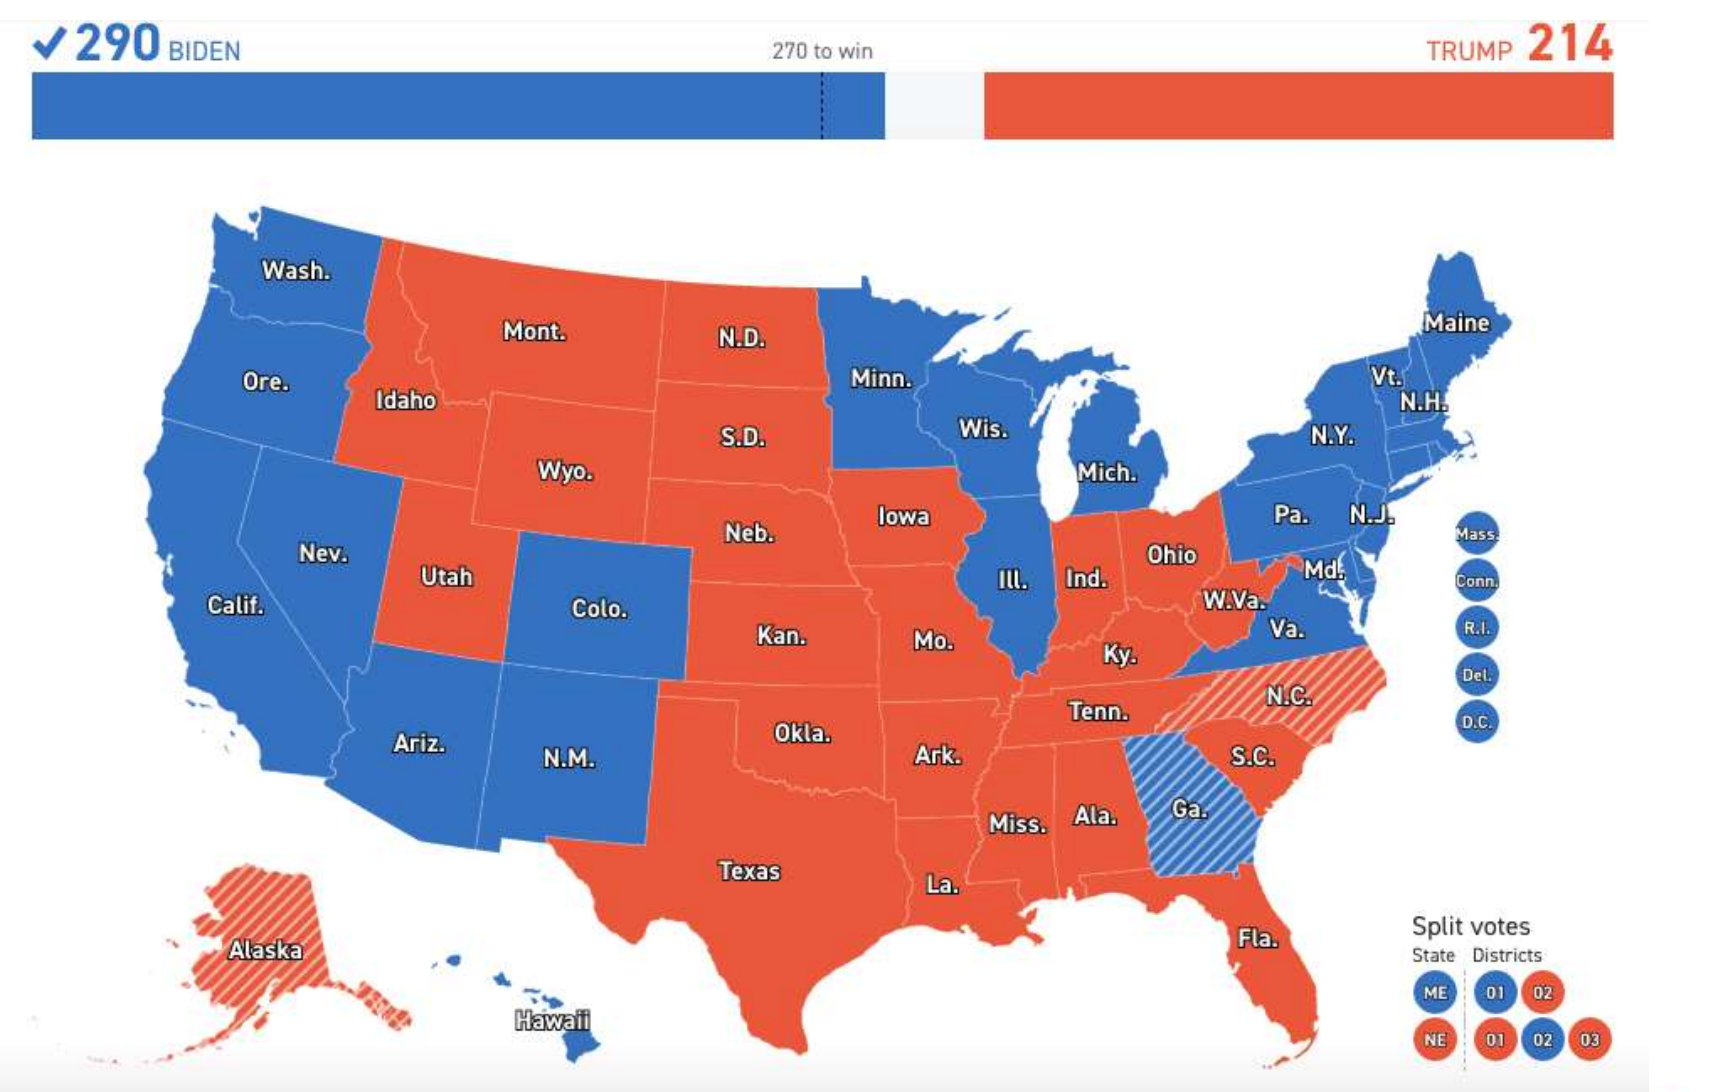 ✓290 BIDEN
270 to win
TRUMP 214
Wash.
Mont.
N.D.
Minn.
Maine
Ore.
Idaho
S.D.
Wis.
Mich.
Vt.
N.H.
N.Y.
Wyo.
Iowa
Pa.
N.J.
Mass.
Nev.
Utah
Neb.
Ill.
Ind.
Ohio
Md.
Conn.
Calif.
Colo.
Kan.
Mo.
Ky.
W.Va.
Va.
R.I.
Del.
Ariz.
N.M.
Okla.
Ark.
Tenn.
N.C.
D.C.
S.C.
Texas
La.
Miss.
Ala.
Ga.
Fla.
Alaska
Hawaii
Split votes
State Districts
ME 01 02
NE 01 02 03